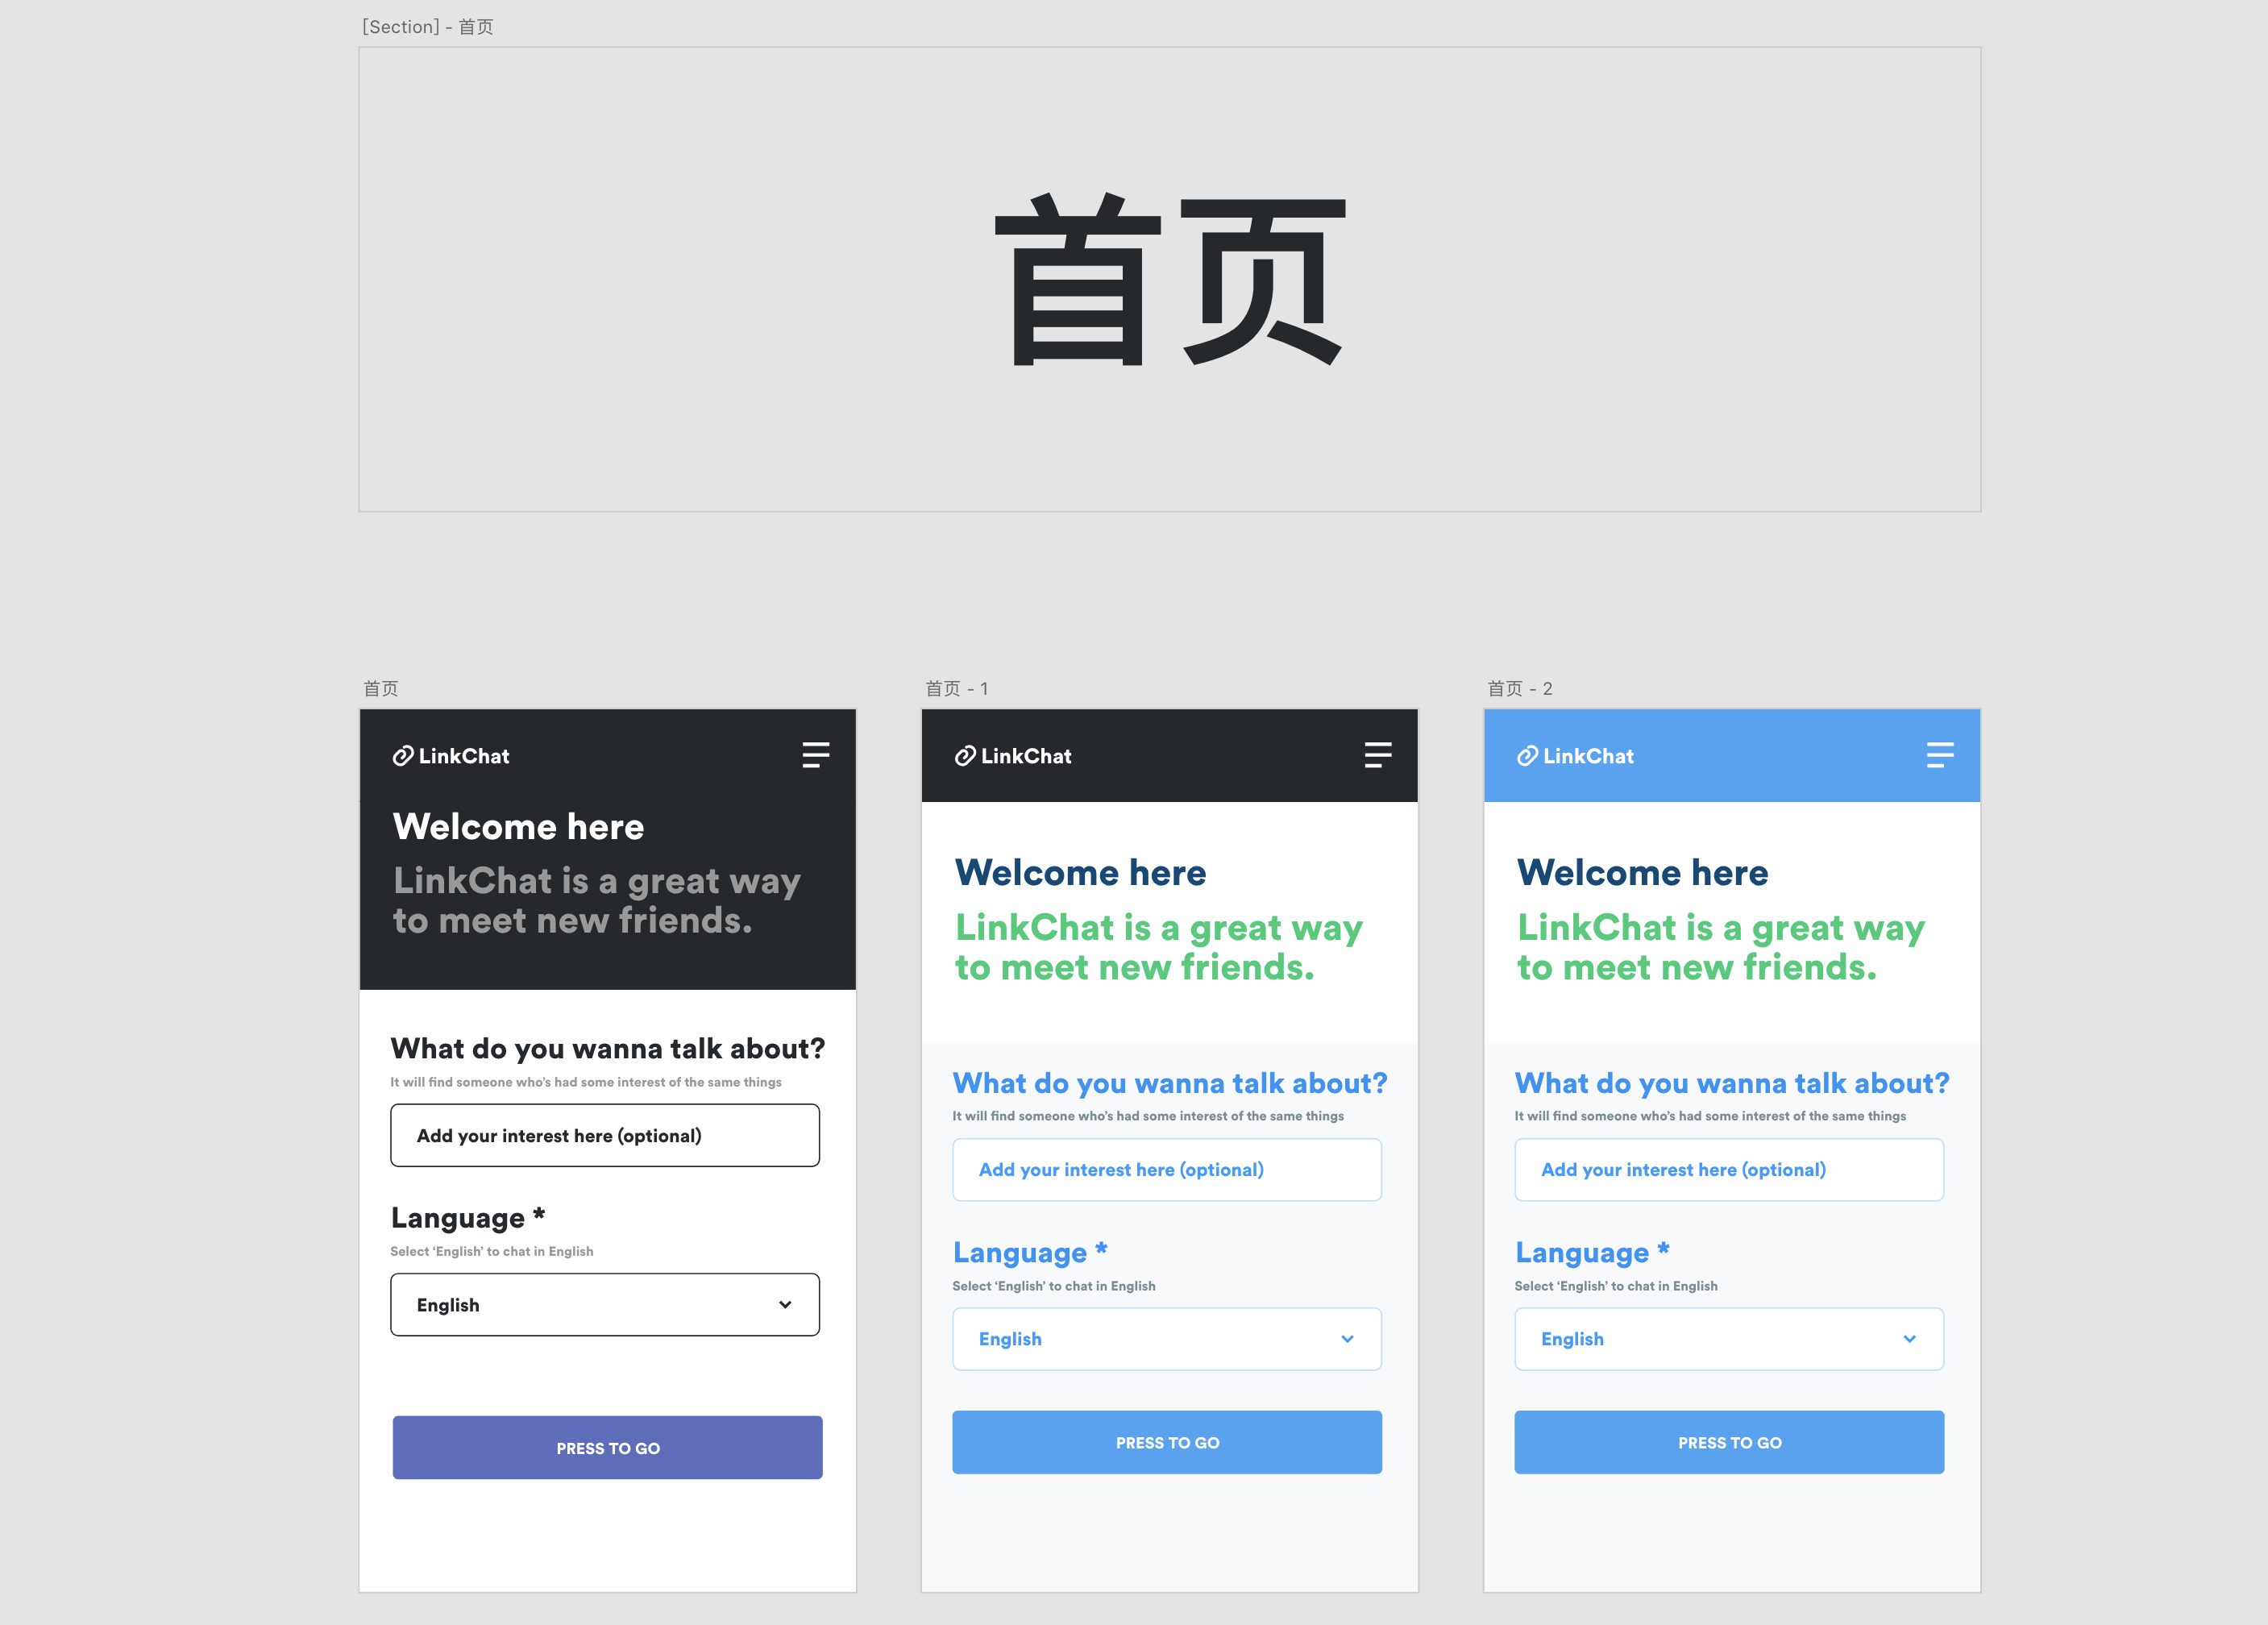 [Section] - 首页
首页
首页
LinkChat
Welcome here
LinkChat is a great way
to meet new friends.
What do you wanna talk about?
It will find someone who’s had some interest of the same things
Add your interest here (optional)
Language *
Select ‘English’ to chat in English
English
PRESS TO GO
首页 - 1
LinkChat
Welcome here
LinkChat is a great way
to meet new friends.
What do you wanna talk about?
It will find someone who’s had some interest of the same things
Add your interest here (optional)
Language *
Select ‘English’ to chat in English
English
PRESS TO GO
首页 - 2
LinkChat
Welcome here
LinkChat is a great way
to meet new friends.
What do you wanna talk about?
It will find someone who’s had some interest of the same things
Add your interest here (optional)
Language *
Select ‘English’ to chat in English
English
PRESS TO GO